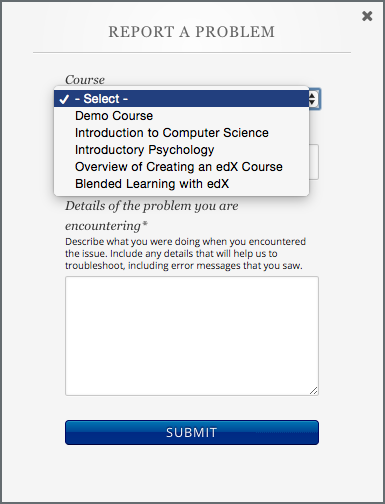 REPORT A PROBLEM
Course
- Select -
Demo Course
Introduction to Computer Science
Introductory Psychology
Overview of Creating an edX Course
Blended Learning with edX
Details of the problem you are
encountering*
Describe what you were doing when you encountered
the issue. Include any details that will help us to
troubleshoot, including error messages that you saw.
SUBMIT